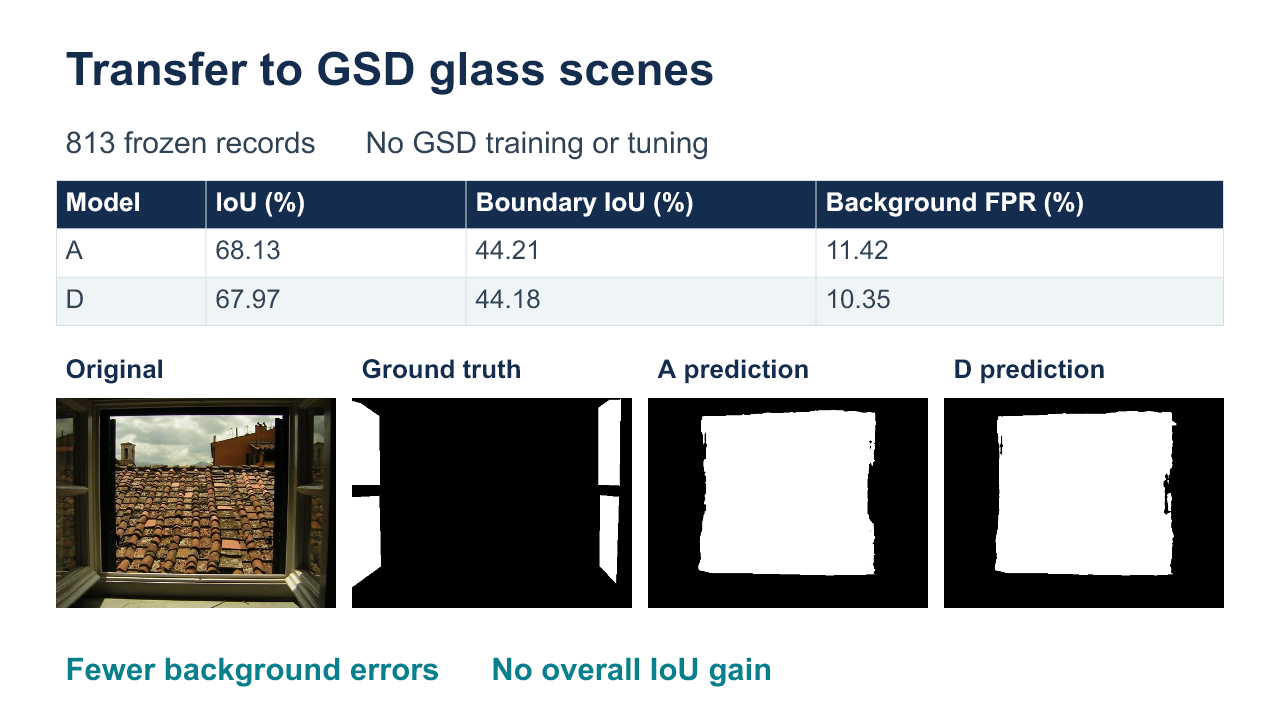 Transfer to GSD glass scenes
813 frozen records No GSD training or tuning
Model IoU (%) Boundary IoU (%) Background FPR (%)
A 68.13 44.21 11.42
D 67.97 44.18 10.35
Original Ground truth A prediction D prediction
Fewer background errors No overall IoU gain